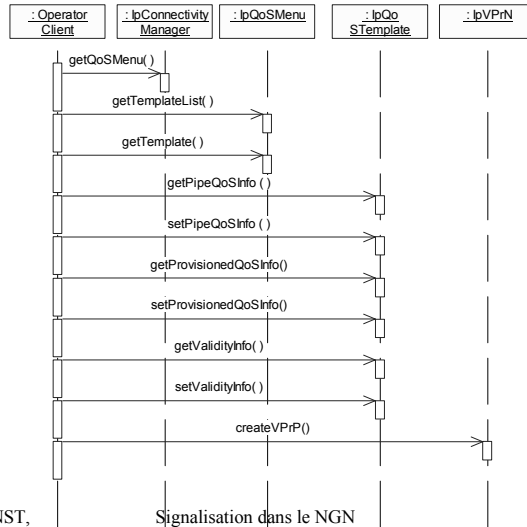 : Operator
Client
: IpConnectivity
Manager
: IpQoSMenu
: IpQo
STemplate
: IpVPrN
getQoSMenu( )
getTemplateList( )
getTemplate( )
getPipeQoSInfo ( )
setPipeQoSInfo ( )
getProvisionedQoSInfo()
setProvisionedQoSInfo()
getValidityInfo( )
setValidityInfo( )
createVPrP()
NST,
Signalisation dans le NGN